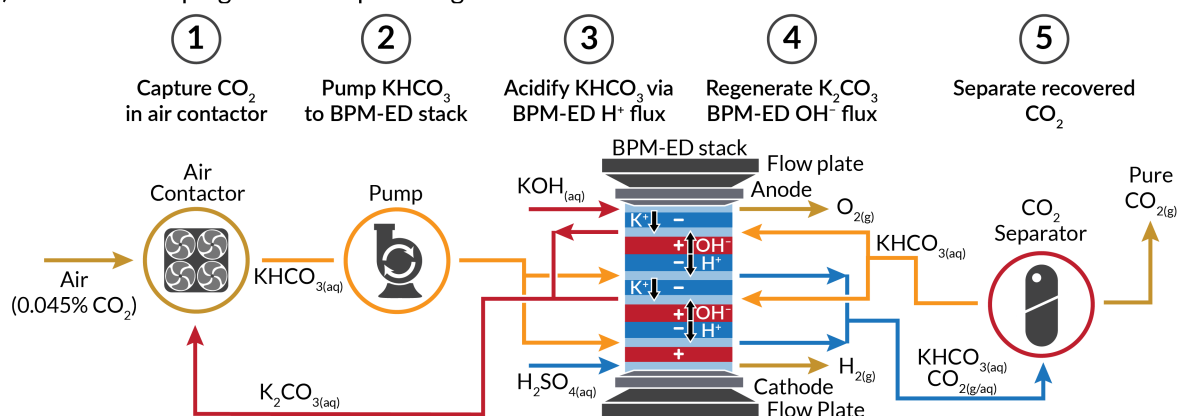 1
2
3
4
5
Capture CO₂
in air contactor
Pump KHCO₃
to BPM-ED stack
Acidify KHCO₃ via
BPM-ED H⁺ flux
Regenerate K₂CO₃
BPM-ED OH⁻ flux
Separate recovered
CO₂
BPM-ED stack
Flow plate
Anode
Air
Contactor
Pump
KOH(aq)
O₂(g)
CO₂
Separator
Pure
CO₂(g)
K⁺ −
+ OH⁻
− H⁺
K⁺ −
+ OH⁻
− H⁺
+
Air
(0.045% CO₂)
KHCO₃(aq)
KHCO₃(aq)
H₂SO₄(aq)
H₂(g)
KHCO₃(aq)
CO₂(g/aq)
K₂CO₃(aq)
Cathode
Flow Plate